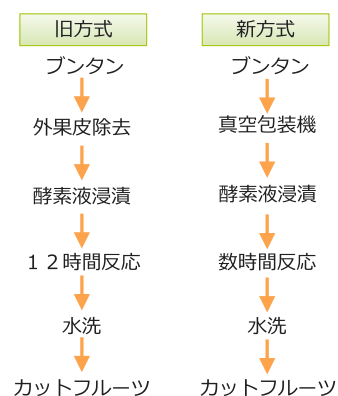 旧方式
ブンタン
外果皮除去
酵素液浸漬
１２時間反応
水洗
カットフルーツ
新方式
ブンタン
真空包装機
酵素液浸漬
数時間反応
水洗
カットフルーツ